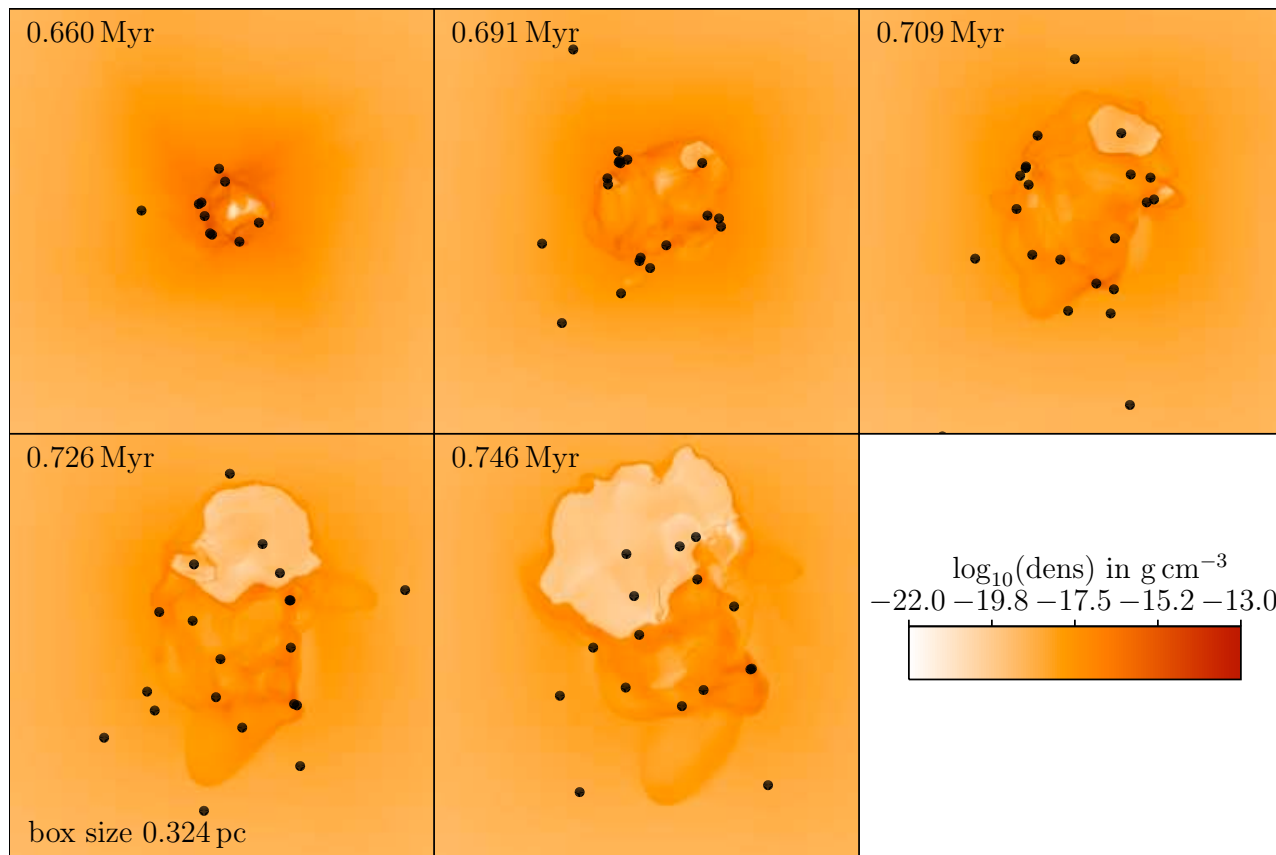 0.660 Myr
0.691 Myr
0.709 Myr
0.726 Myr
0.746 Myr
log₁₀(dens) in g cm⁻³
−22.0 −19.8 −17.5 −15.2 −13.0
box size 0.324 pc